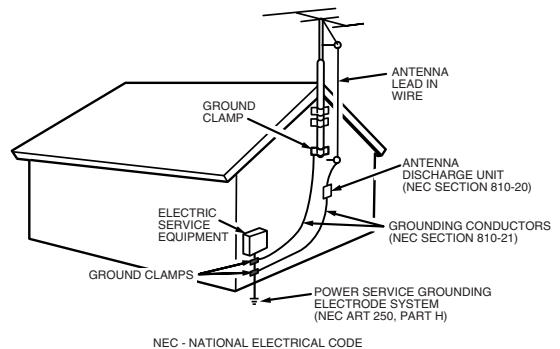 ANTENNA
LEAD IN
WIRE
GROUND
CLAMP
ANTENNA
DISCHARGE UNIT
(NEC SECTION 810-20)
ELECTRIC
SERVICE
EQUIPMENT
GROUNDING CONDUCTORS
(NEC SECTION 810-21)
GROUND CLAMPS
POWER SERVICE GROUNDING
ELECTRODE SYSTEM
(NEC ART 250, PART H)
NEC - NATIONAL ELECTRICAL CODE